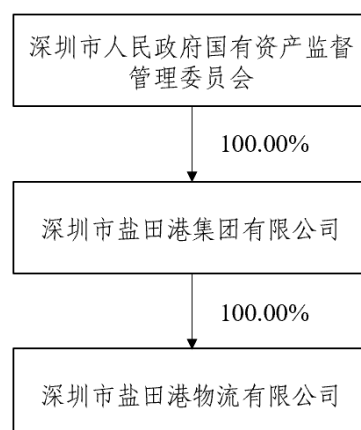 深圳市人民政府国有资产监督
管理委员会
100.00%
深圳市盐田港集团有限公司
100.00%
深圳市盐田港物流有限公司